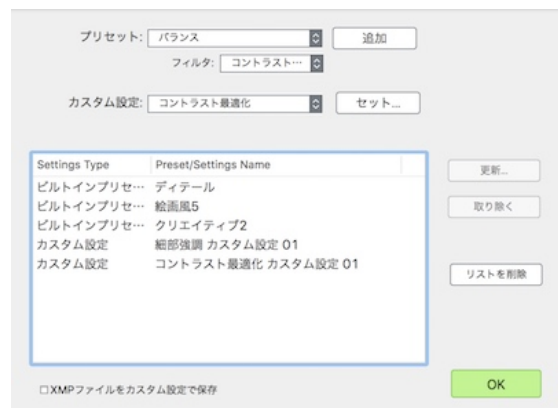 プリセット: バランス 追加
フィルタ: コントラスト…
カスタム設定: コントラスト最適化 セット...
Settings Type Preset/Settings Name
ビルトインプリセ… ディテール
ビルトインプリセ… 絵画風5
ビルトインプリセ… クリエイティブ2
カスタム設定 細部強調 カスタム設定 01
カスタム設定 コントラスト最適化 カスタム設定 01
更新...
取り除く
リストを削除
XMPファイルをカスタム設定で保存
OK